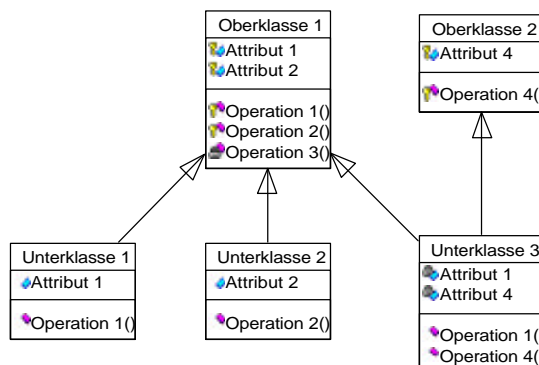 Oberklasse 1
Attribut 1
Attribut 2
Operation 1()
Operation 2()
Operation 3()
Oberklasse 2
Attribut 4
Operation 4(
Unterklasse 1
Attribut 1
Operation 1()
Unterklasse 2
Attribut 2
Operation 2()
Unterklasse 3
Attribut 1
Attribut 4
Operation 1(
Operation 4(